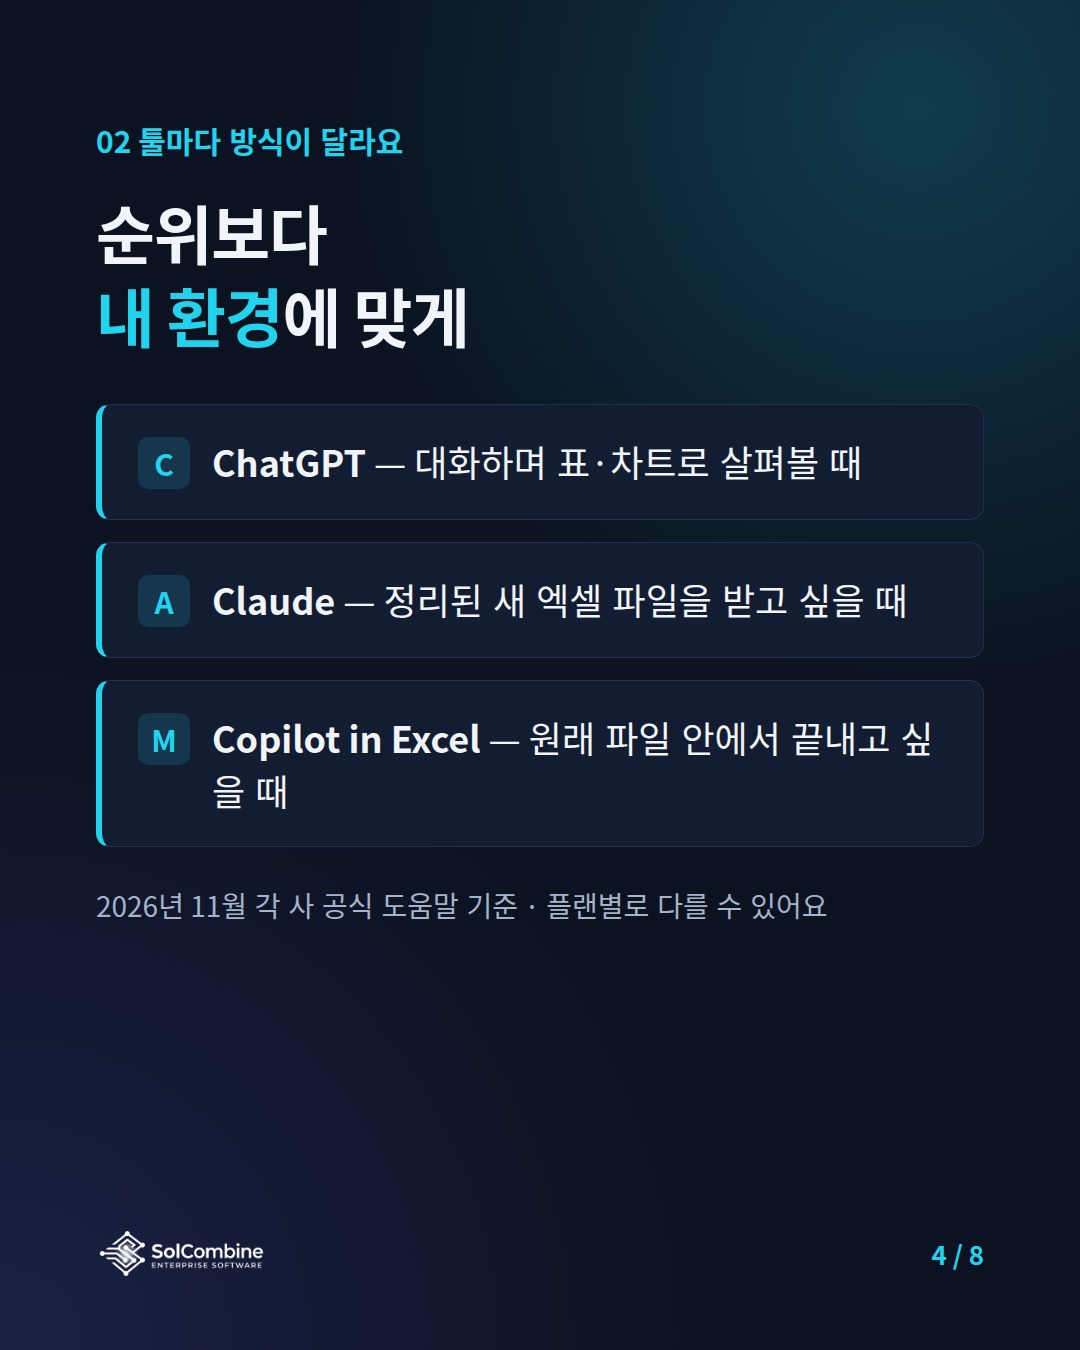 02 툴마다 방식이 달라요
순위보다
내 환경에 맞게
C ChatGPT — 대화하며 표·차트로 살펴볼 때
A Claude — 정리된 새 엑셀 파일을 받고 싶을 때
M Copilot in Excel — 원래 파일 안에서 끝내고 싶
을 때
2026년 11월 각 사 공식 도움말 기준 · 플랜별로 다를 수 있어요
SolCombine
ENTERPRISE SOFTWARE
4 / 8